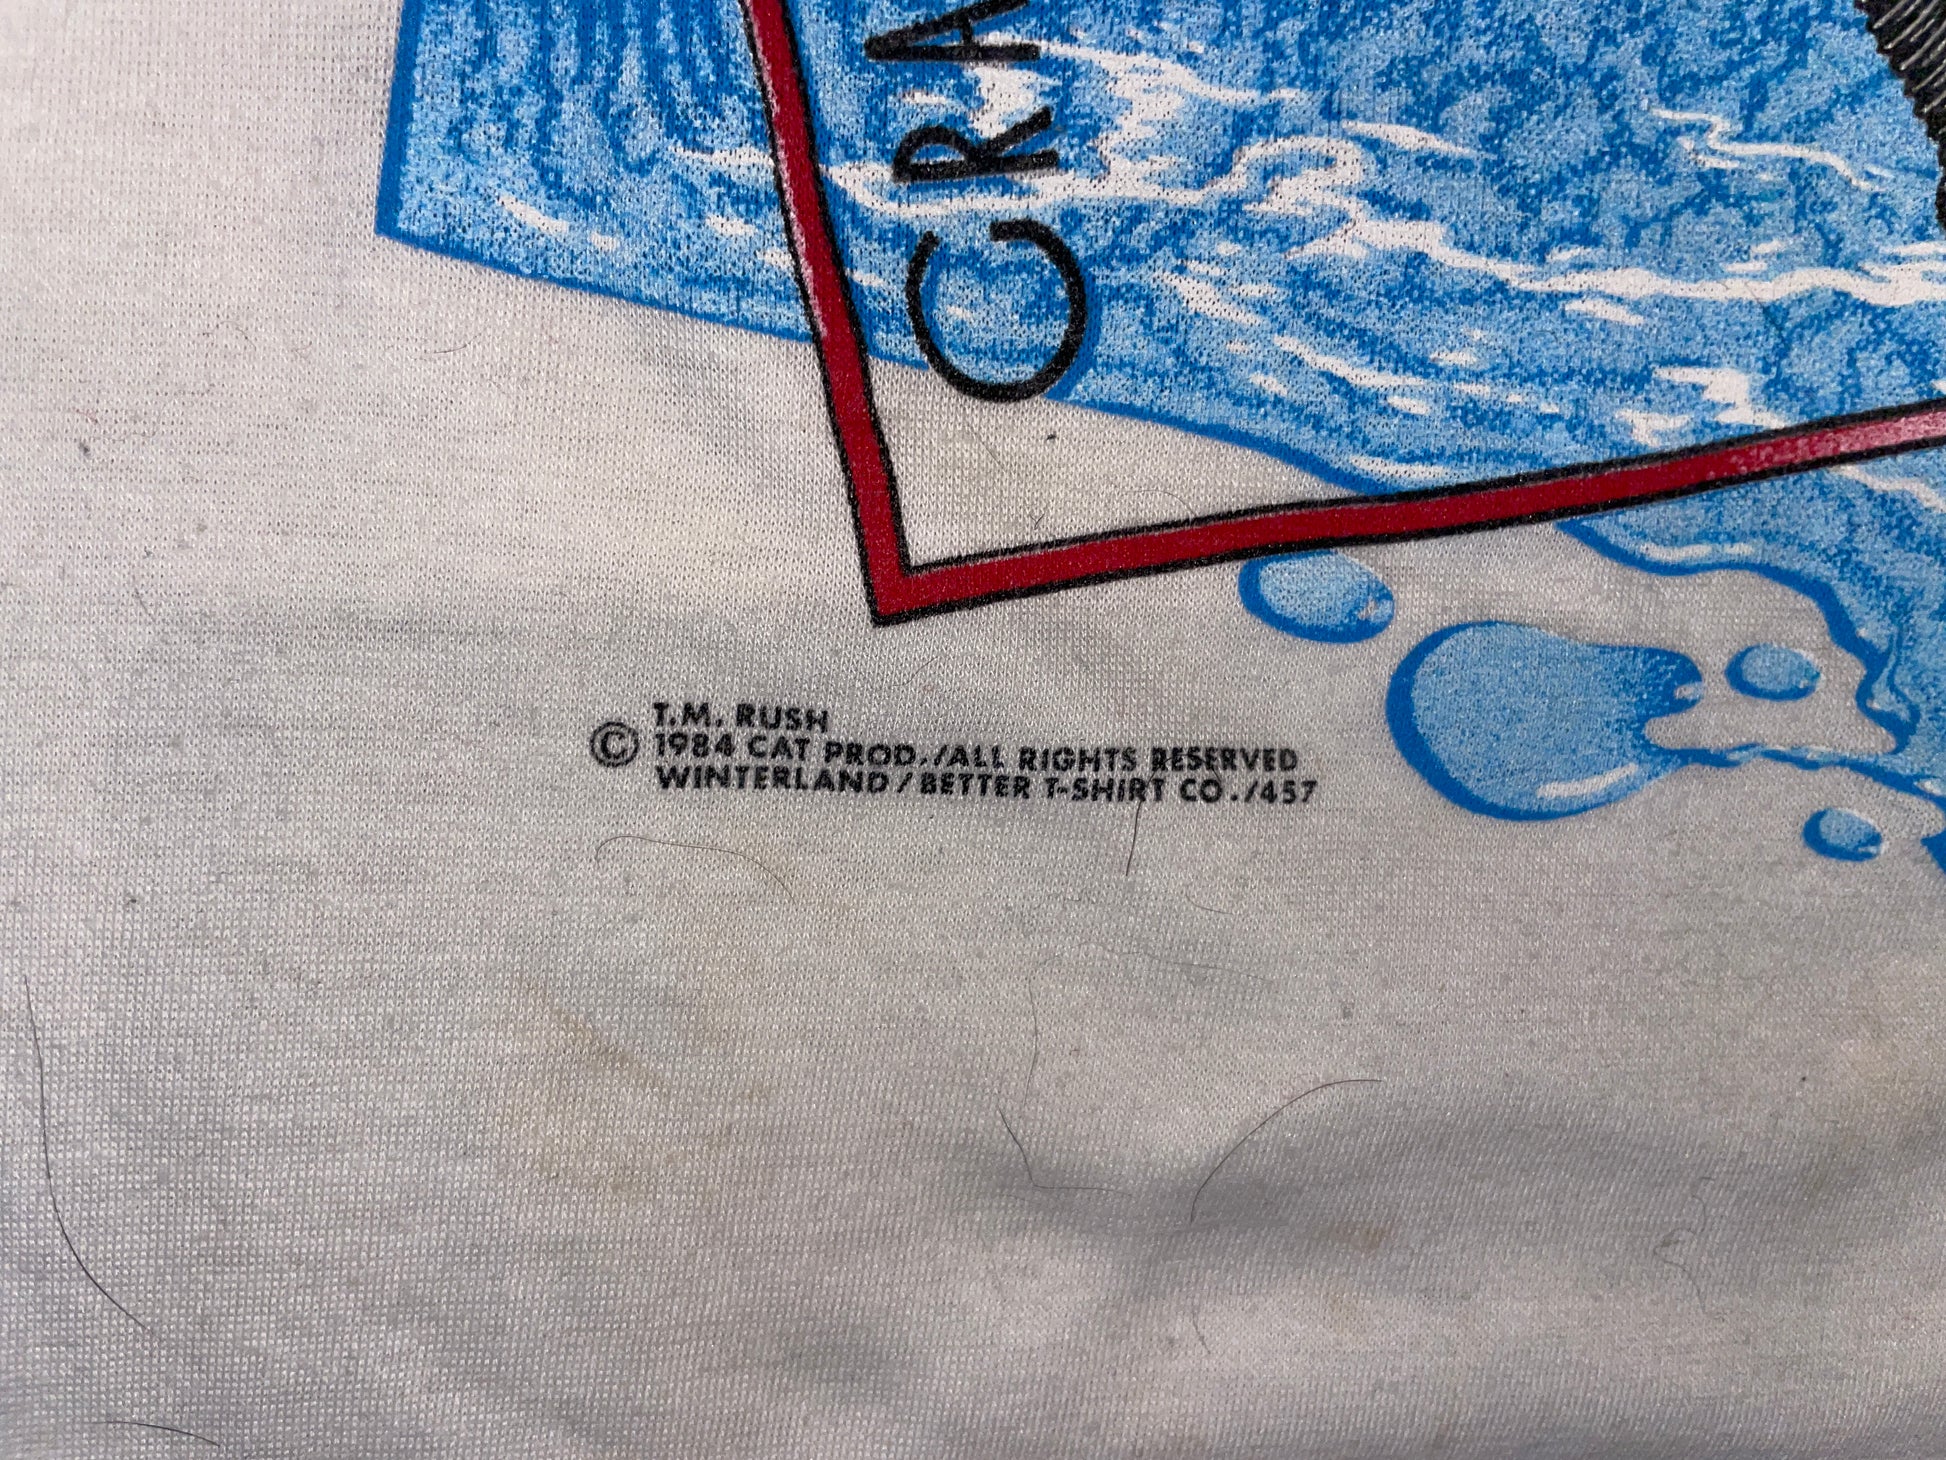 CRA
T.M. RUSH
© 1984 CAT PROD./ALL RIGHTS RESERVED
WINTERLAND/BETTER T-SHIRT CO./457